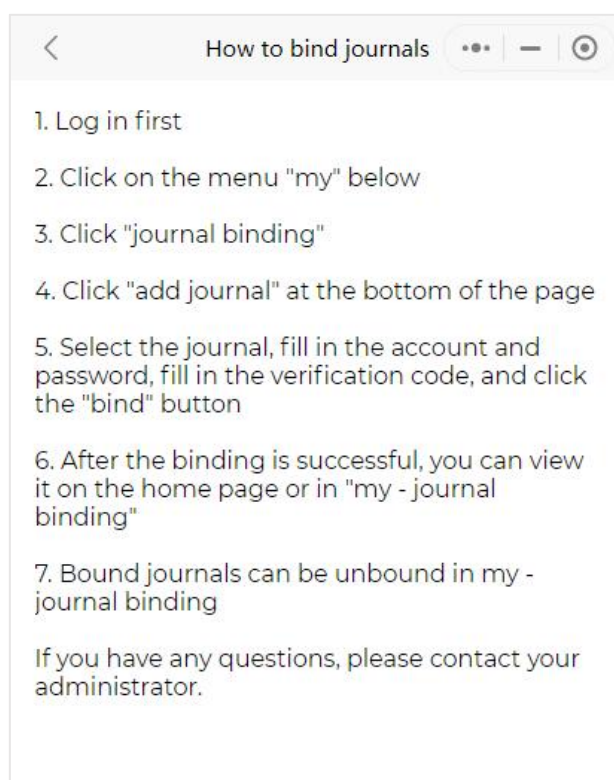 How to bind journals
1. Log in first
2. Click on the menu "my" below
3. Click "journal binding"
4. Click "add journal" at the bottom of the page
5. Select the journal, fill in the account and
password, fill in the verification code, and click
the "bind" button
6. After the binding is successful, you can view
it on the home page or in "my - journal
binding"
7. Bound journals can be unbound in my -
journal binding
If you have any questions, please contact your
administrator.